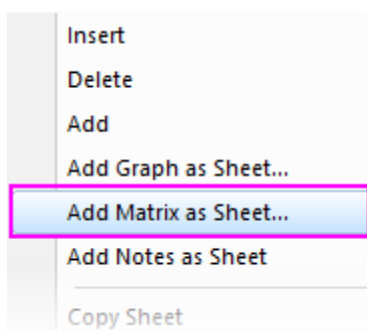 Insert
Delete
Add
Add Graph as Sheet...
Add Matrix as Sheet...
Add Notes as Sheet
Copy Sheet